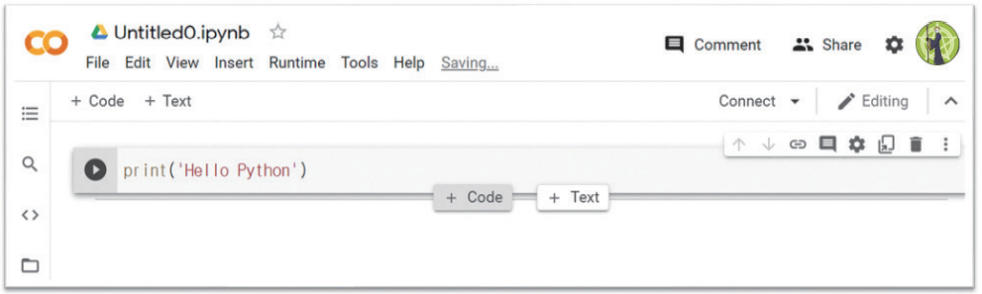 CO Untitled0.ipynb
Comment Share
File Edit View Insert Runtime Tools Help Saving...
+ Code + Text
Connect Editing
print('Hello Python')
+ Code + Text